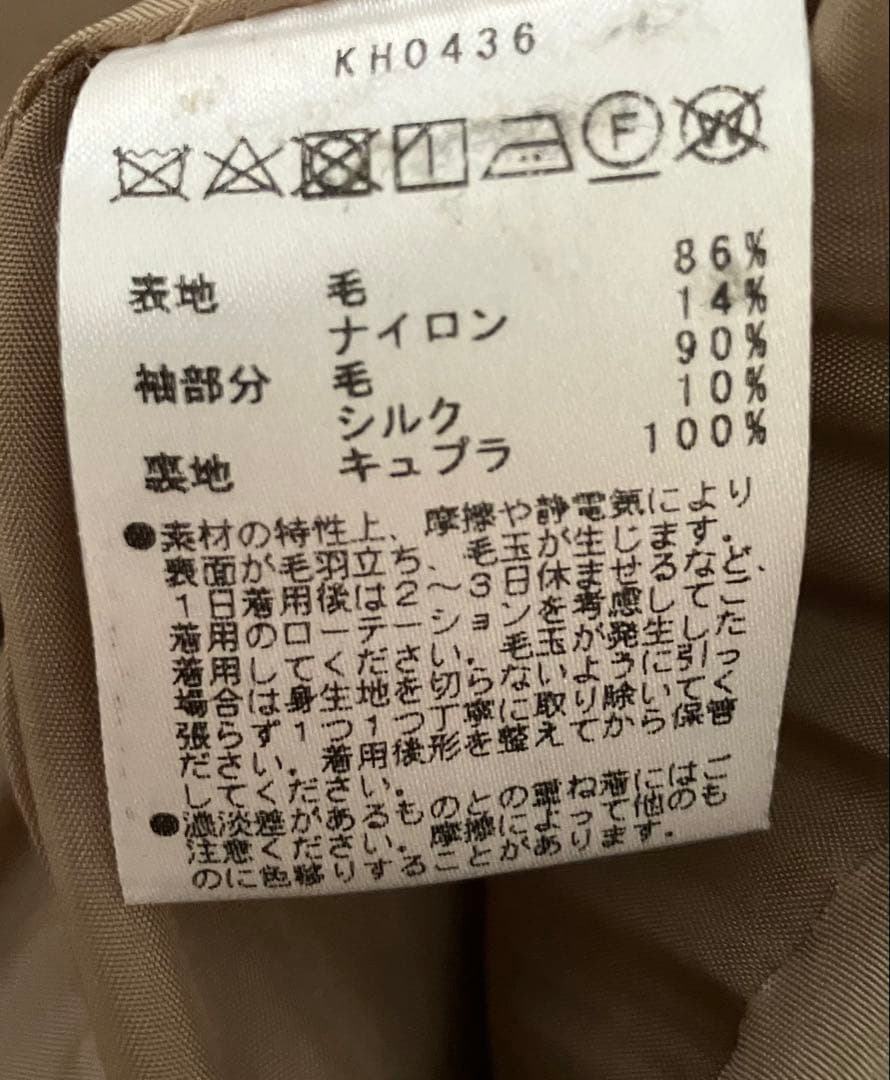 KH0436
F W
表地 毛 86%
ナイロン 14%
袖部分 毛 90%
シルク 10%
裏地 キュプラ 100%
●素材の特性上、摩擦や静電気により
表面が毛羽立ち、毛玉が生じます。
1日着用後は2〜3日休ませるなど、
着用のローテーションを考慮しご
着用してください。毛玉が発生した
場合は身生地を切らないように引っ
張らず1つ1つ丁寧に取り除いてく
ださい。着用後形を整えてから保管
してください。
●濃淡差があるものとの重ね着にはご
注意ください。摩擦によって他のも
のに色移りすることがあります。